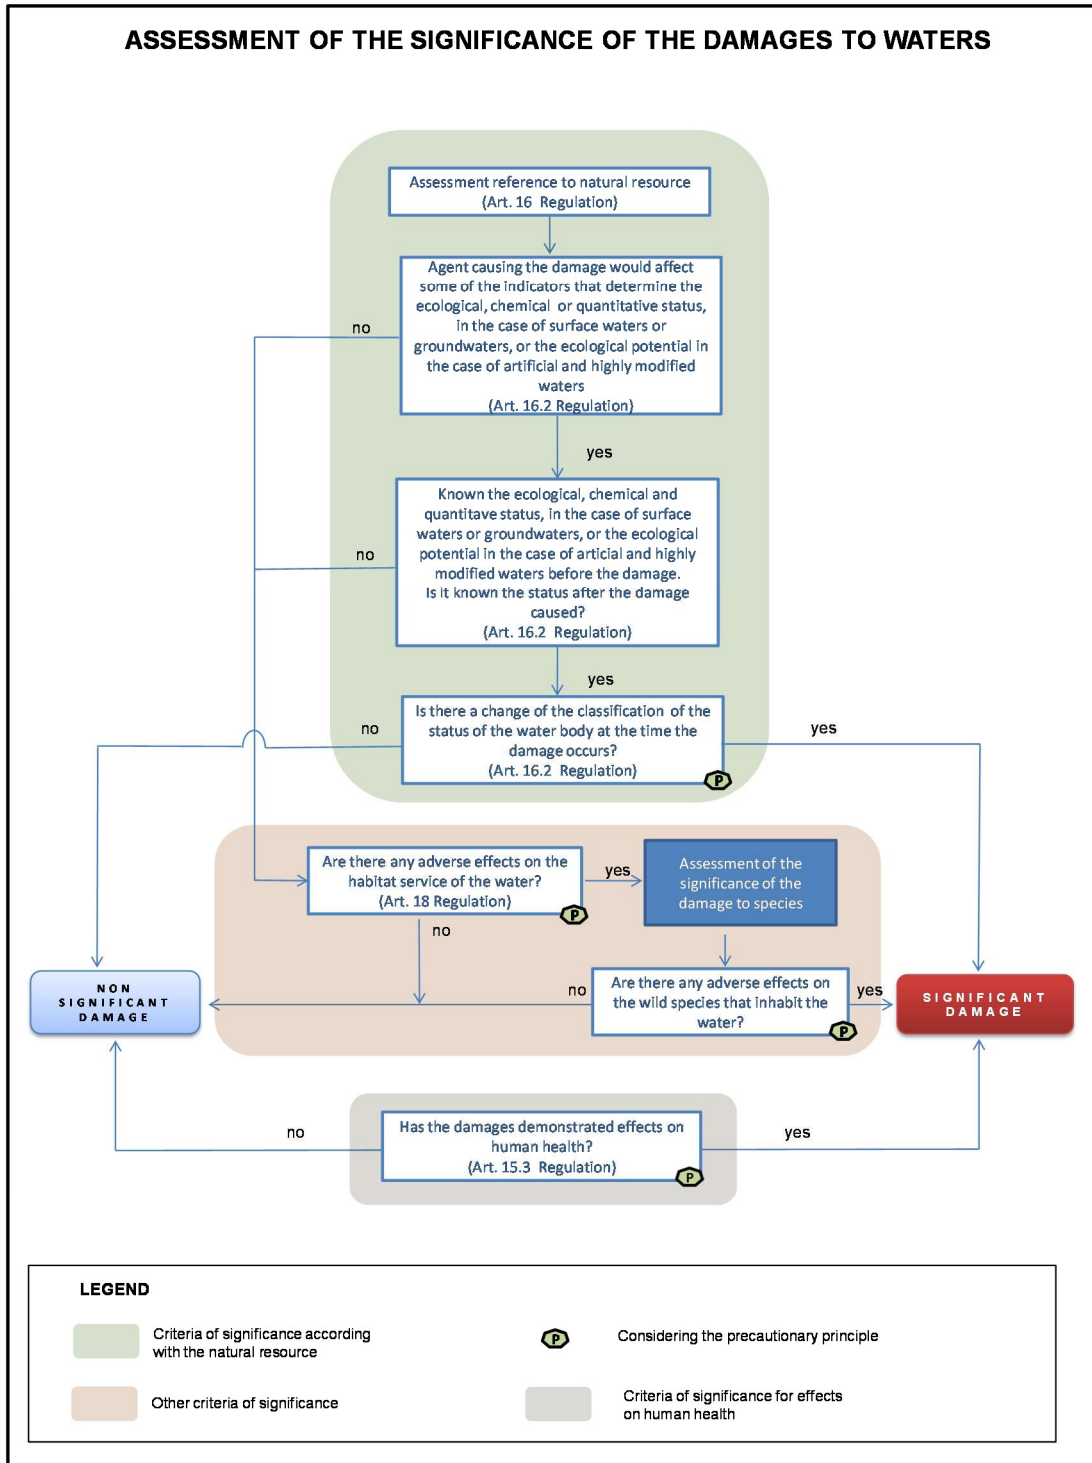 ASSESSMENT OF THE SIGNIFICANCE OF THE DAMAGES TO WATERS
Assessment reference to natural resource
(Art. 16 Regulation)
Agent causing the damage would affect
some of the indicators that determine the
ecological, chemical or quantitative status,
in the case of surface waters or
groundwaters, or the ecological potential in
the case of artificial and highly modified
waters
(Art. 16.2 Regulation)
no
yes
Known the ecological, chemical and
quantitave status, in the case of surface
waters or groundwaters, or the ecological
potential in the case of articial and highly
modified waters before the damage.
Is it known the status after the damage
caused?
(Art. 16.2 Regulation)
no
yes
Is there a change of the classification of the
status of the water body at the time the
damage occurs?
(Art. 16.2 Regulation)
no
yes
P
Are there any adverse effects on the
habitat service of the water?
(Art. 18 Regulation)
P
yes
no
Assessment of the
significance of the
damage to species
Are there any adverse effects on
the wild species that inhabit the
water?
P
no
yes
NON
SIGNIFICANT
DAMAGE
SIGNIFICANT
DAMAGE
Has the damages demonstrated effects on
human health?
(Art. 15.3 Regulation)
P
no
yes
LEGEND
Criteria of significance according
with the natural resource
P
Considering the precautionary principle
Other criteria of significance
Criteria of significance for effects
on human health